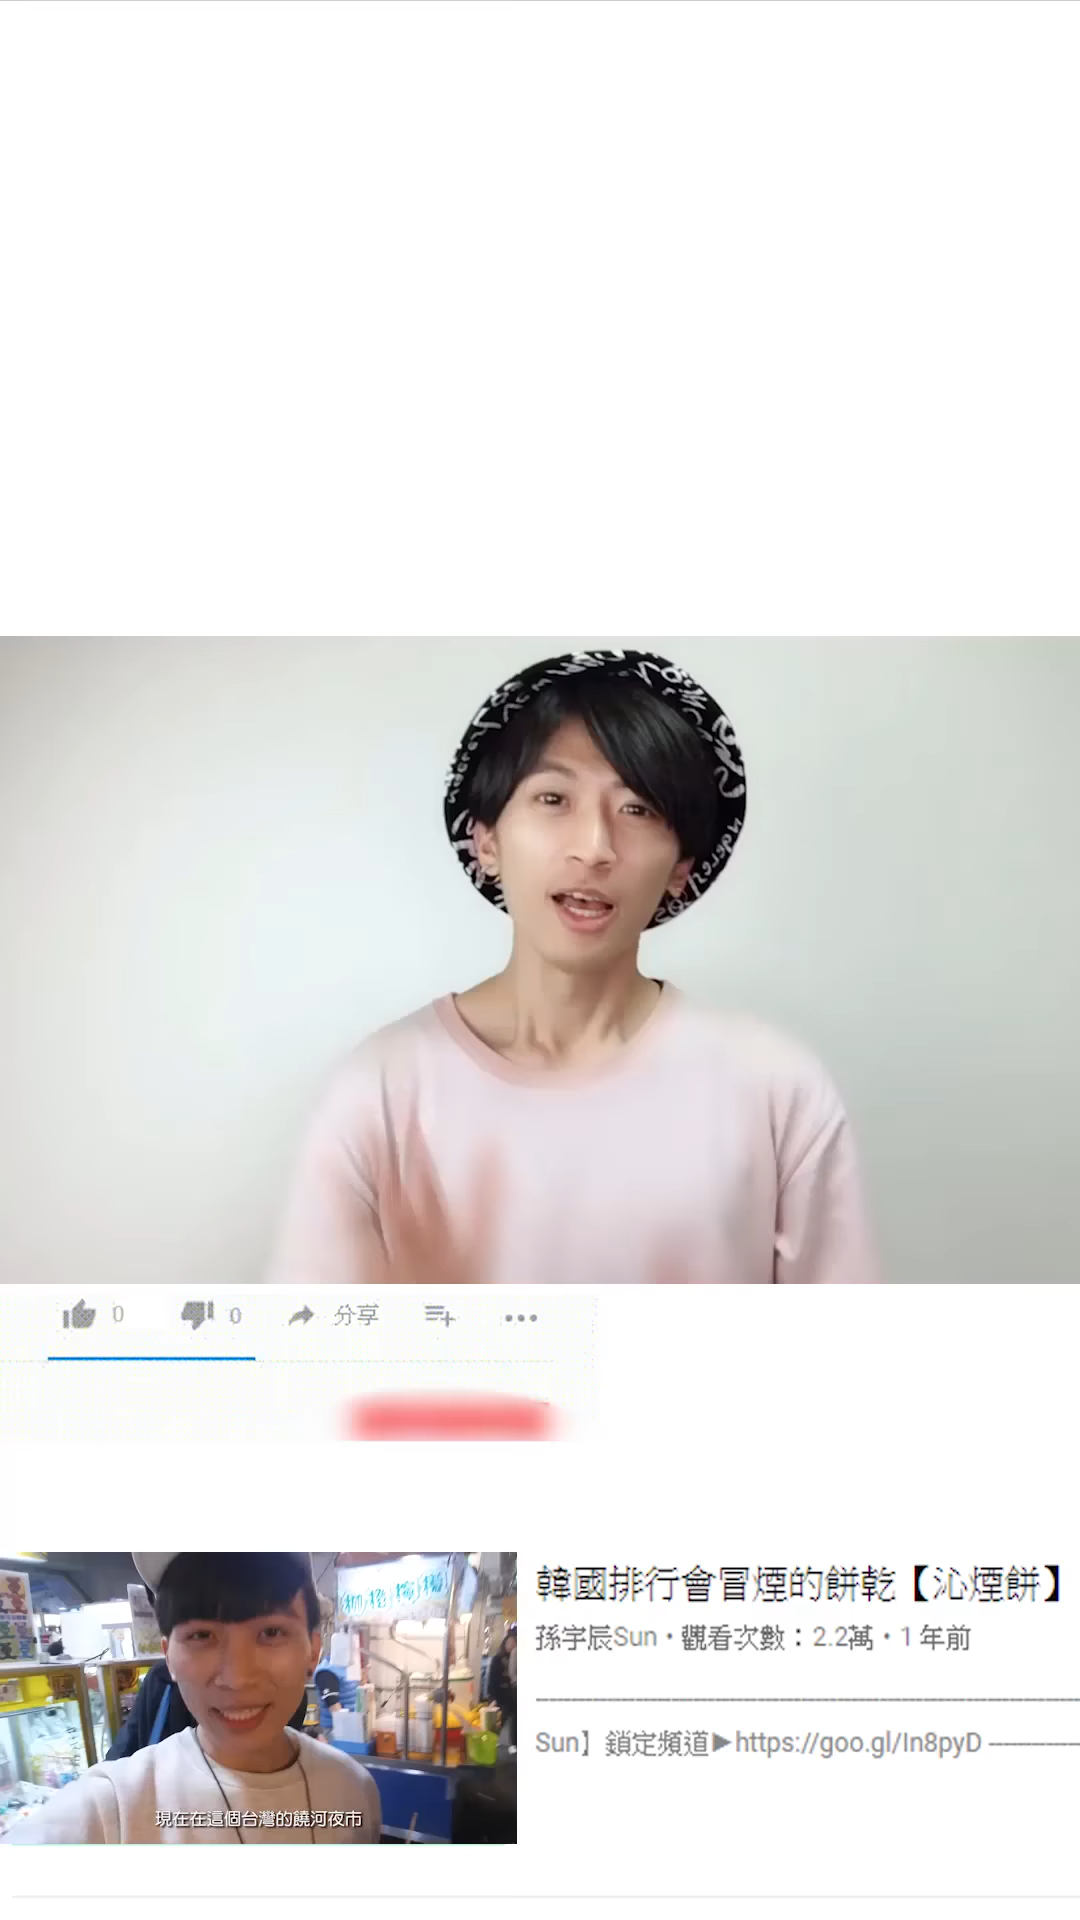 0
0
分享
韓國排行會冒煙的餅乾【沁煙餅】
孫宇辰Sun・觀看次數：2.2萬・1 年前
Sun】鎖定頻道▶https://goo.gl/In8pyD
現在在這個台灣的饒河夜市